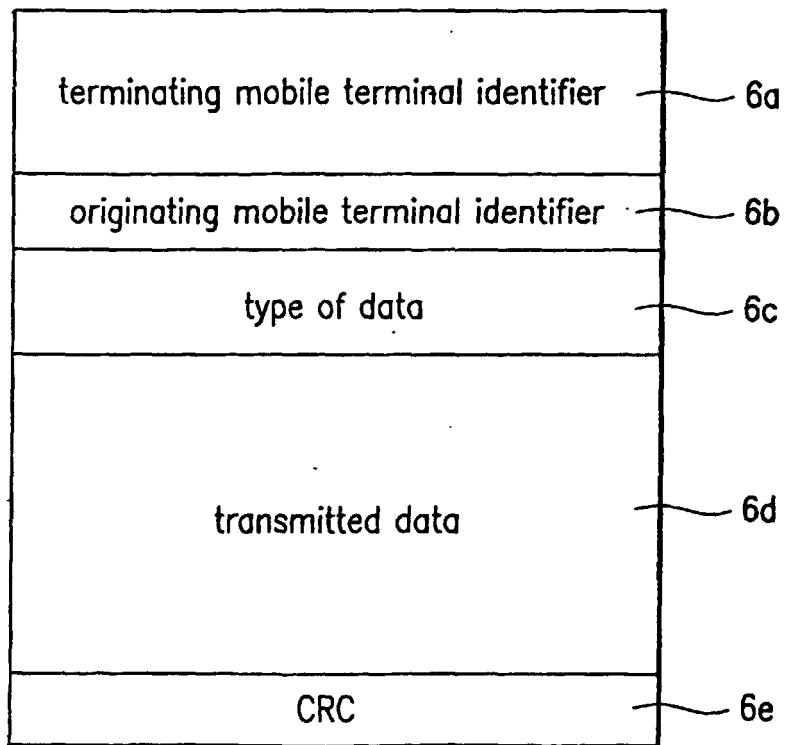 terminating mobile terminal identifier 6a
originating mobile terminal identifier 6b
type of data 6c
transmitted data 6d
CRC 6e